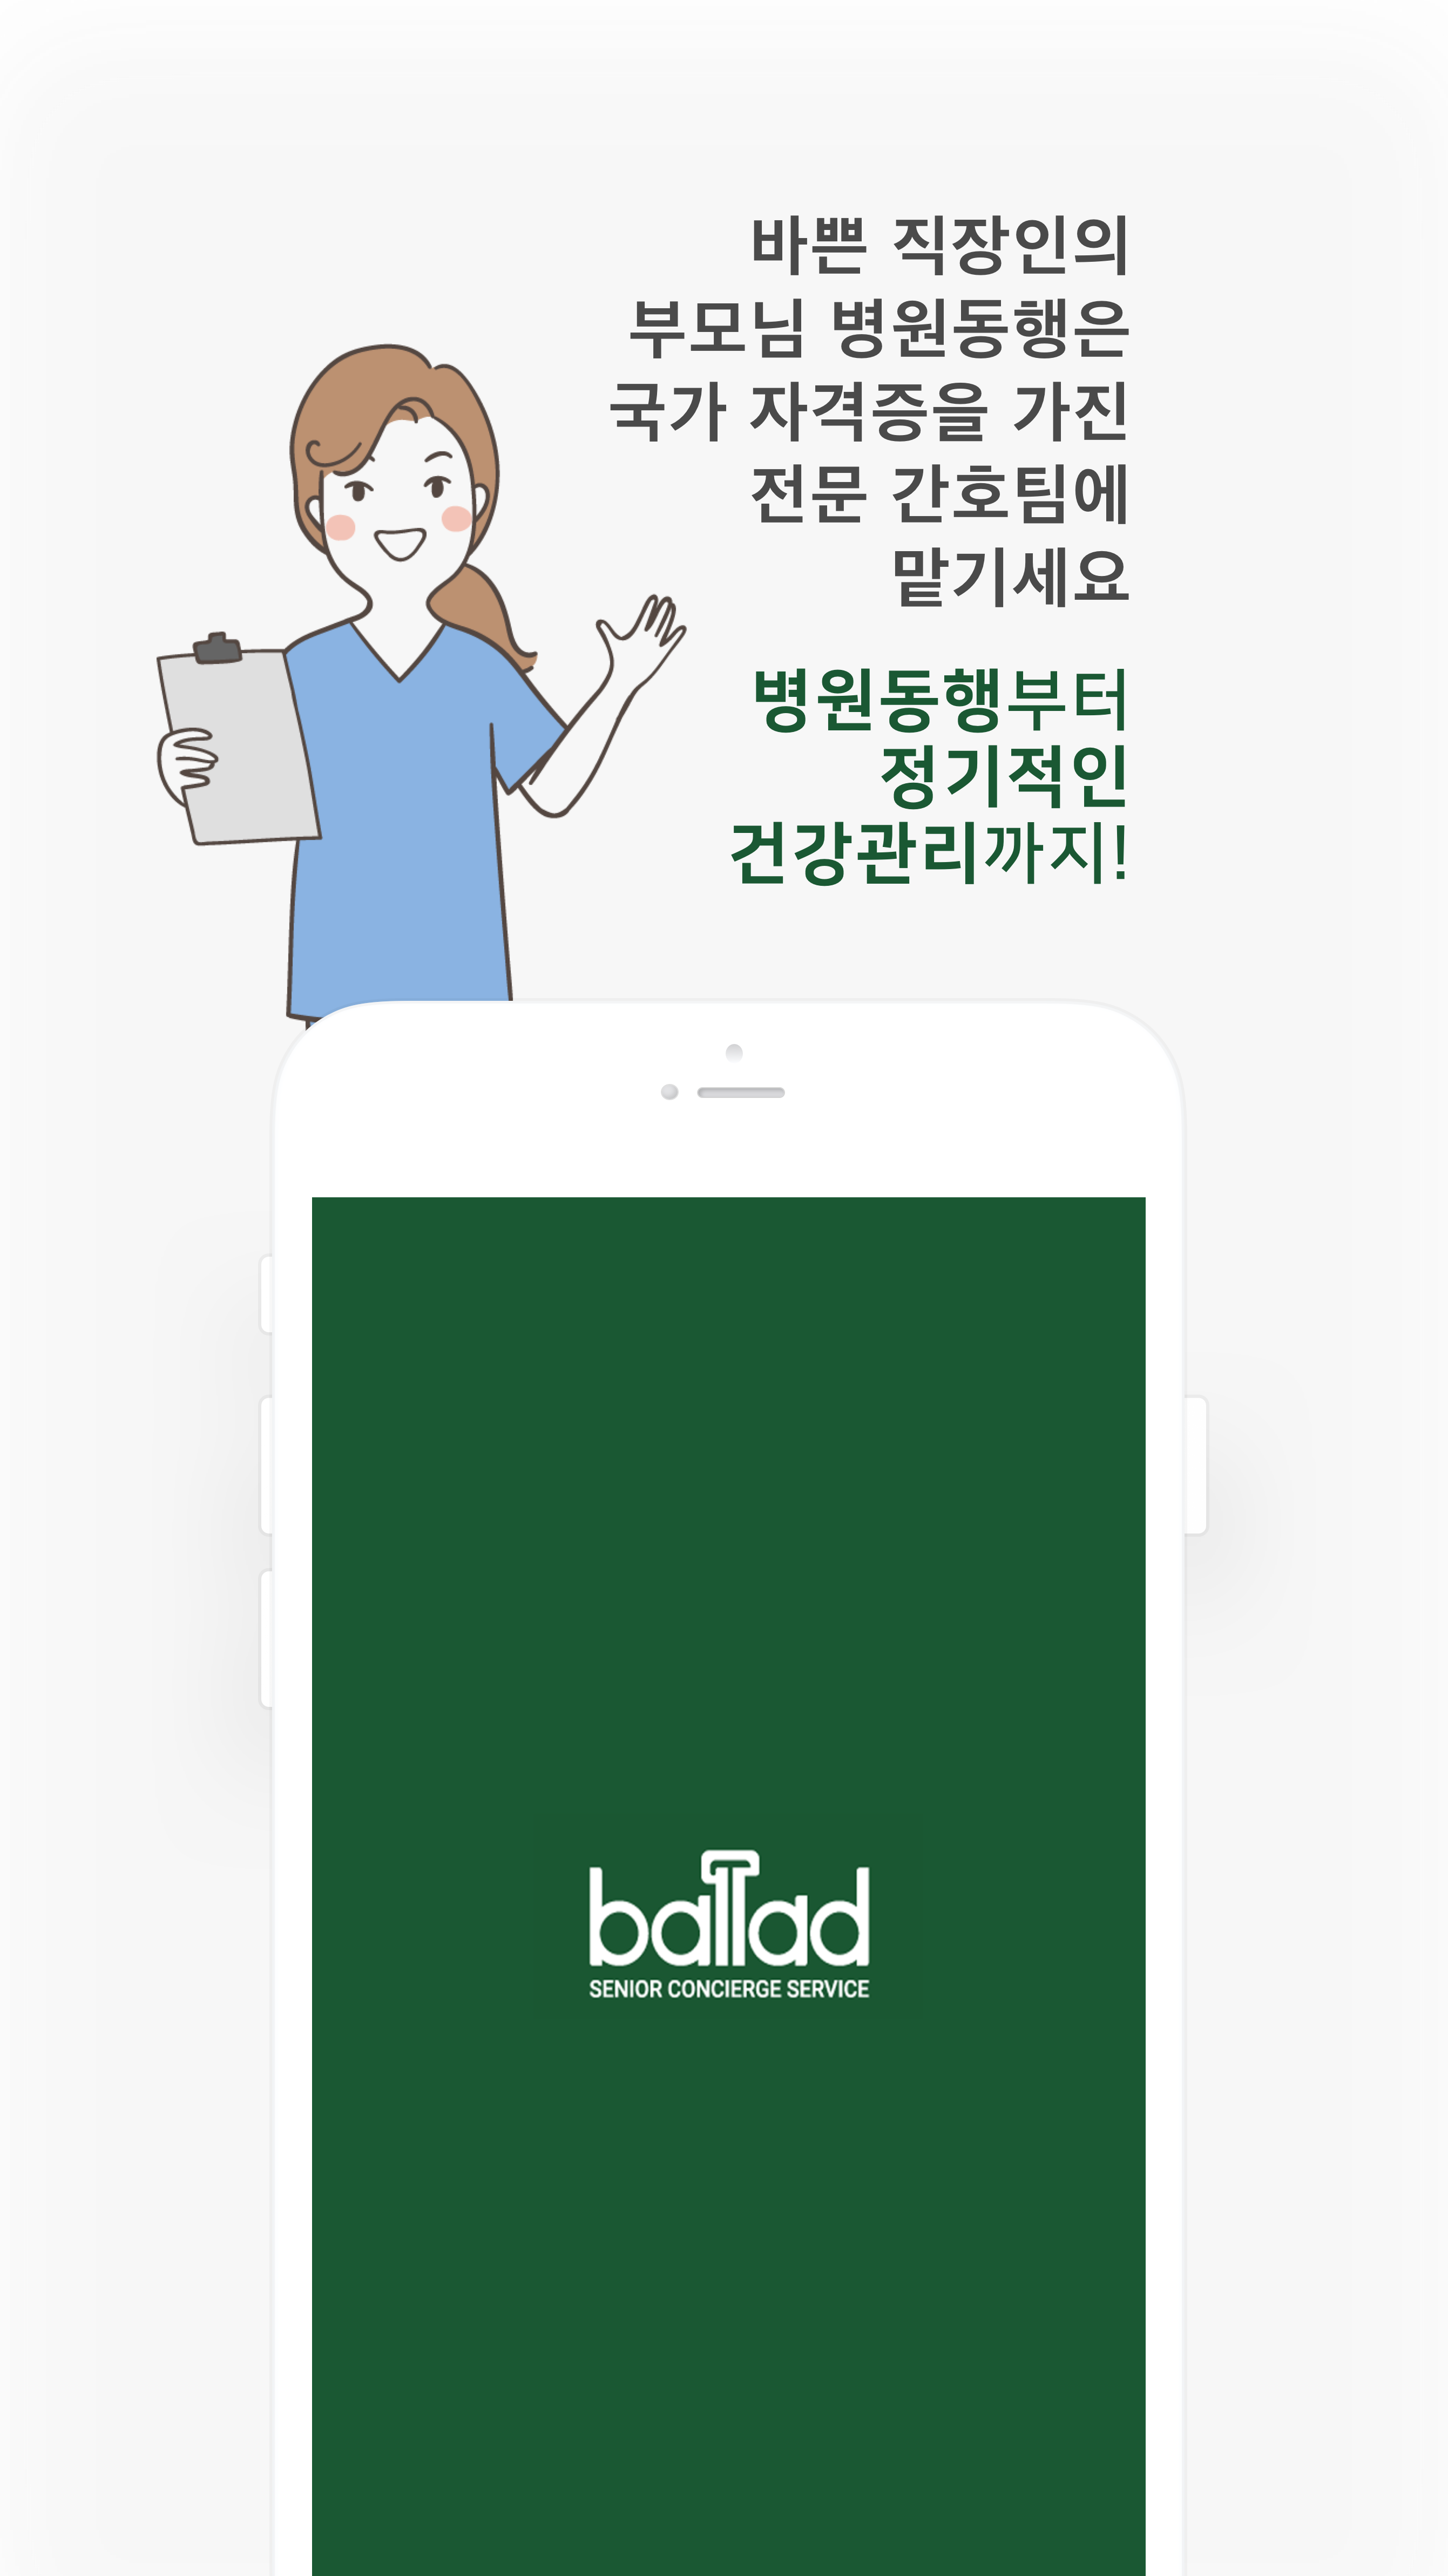 바쁜 직장인의
부모님 병원동행은
국가 자격증을 가진
전문 간호팀에
맡기세요
병원동행부터
정기적인
건강관리까지!
ballad
SENIOR CONCIERGE SERVICE